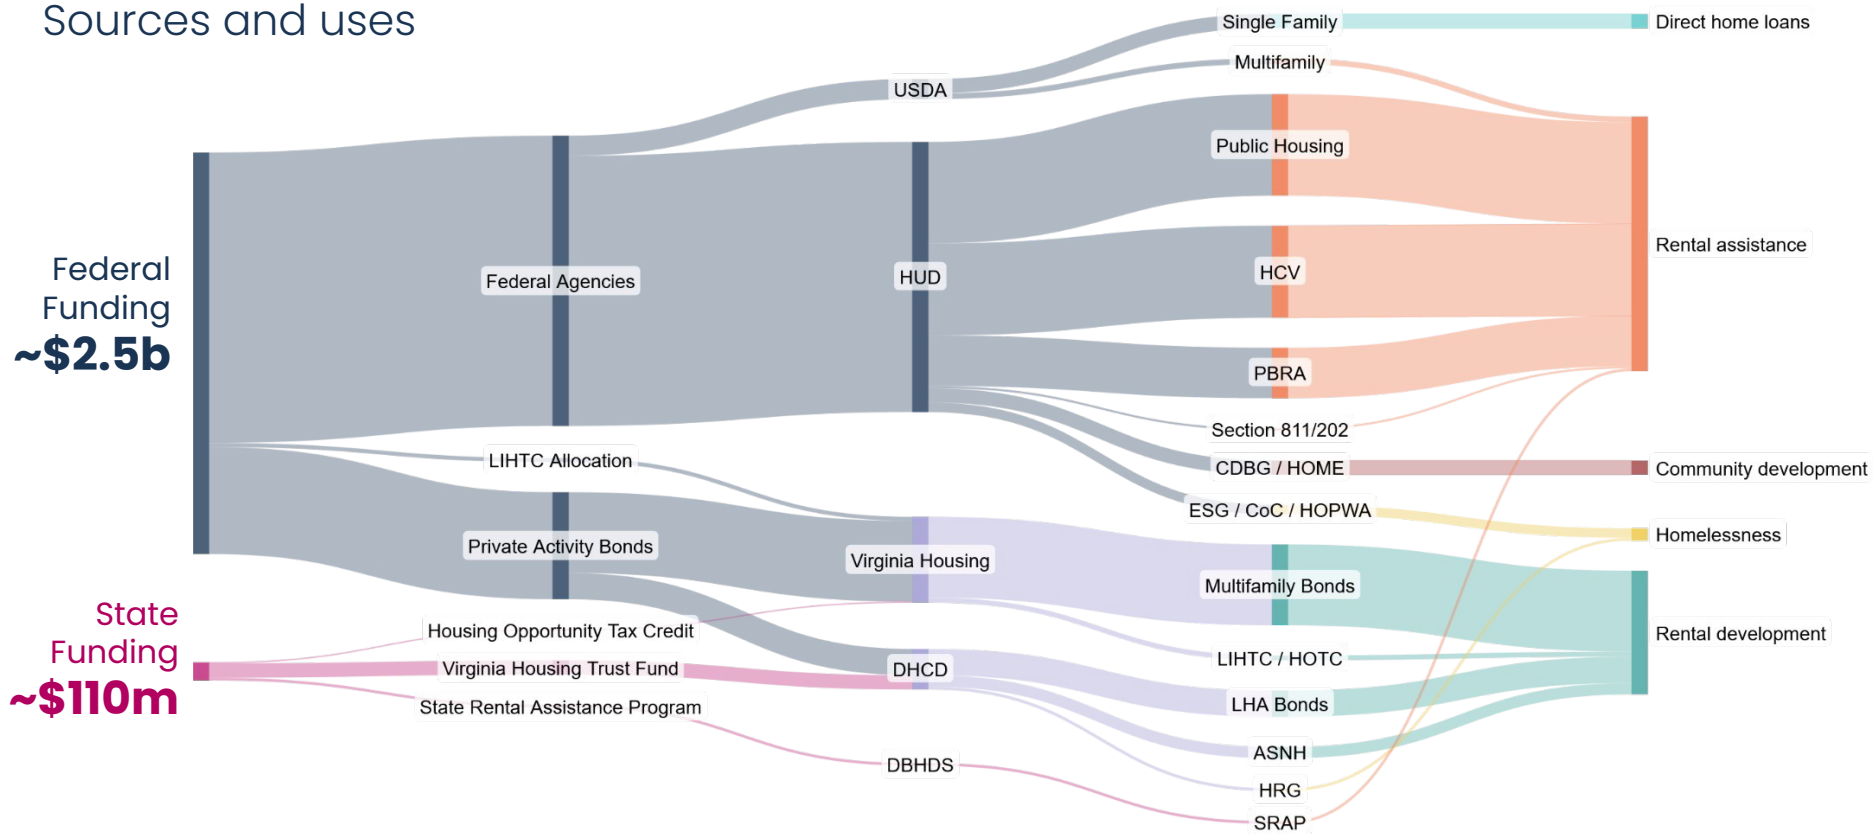 Sources and uses
Federal
Funding
~$2.5b
State
Funding
~$110m
Federal Agencies
LIHTC Allocation
Private Activity Bonds
Housing Opportunity Tax Credit
Virginia Housing Trust Fund
State Rental Assistance Program
USDA
HUD
Virginia Housing
DHCD
DBHDS
Single Family
Multifamily
Public Housing
HCV
PBRA
Section 811/202
CDBG / HOME
ESG / CoC / HOPWA
Multifamily Bonds
LIHTC / HOTC
LHA Bonds
ASNH
HRG
SRAP
Direct home loans
Rental assistance
Community development
Homelessness
Rental development